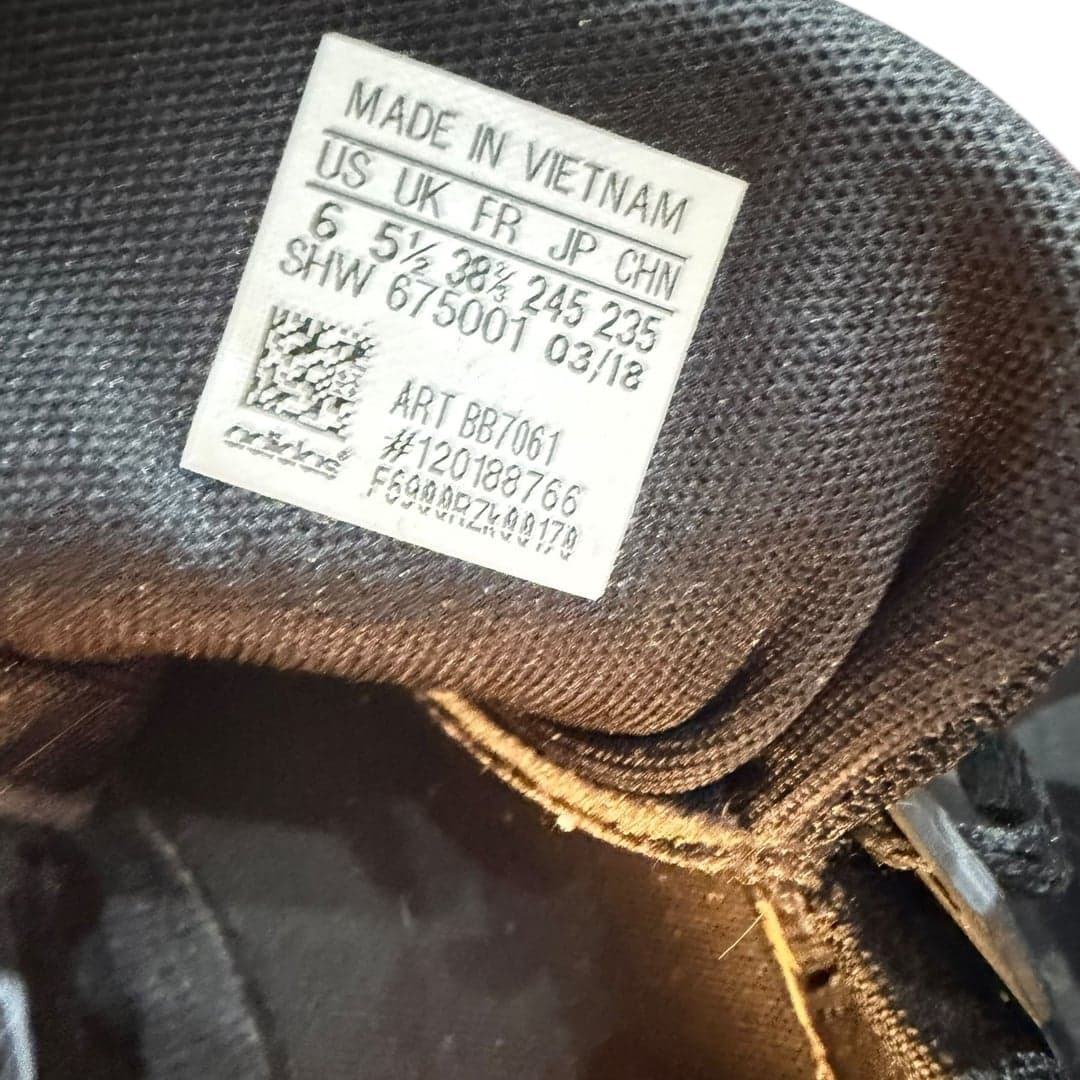 MADE IN VIETNAM
US UK FR JP CHN
6 5½ 38⅔ 245 235
SHW 675001 03/18
ART BB7061
#120188766
adidas